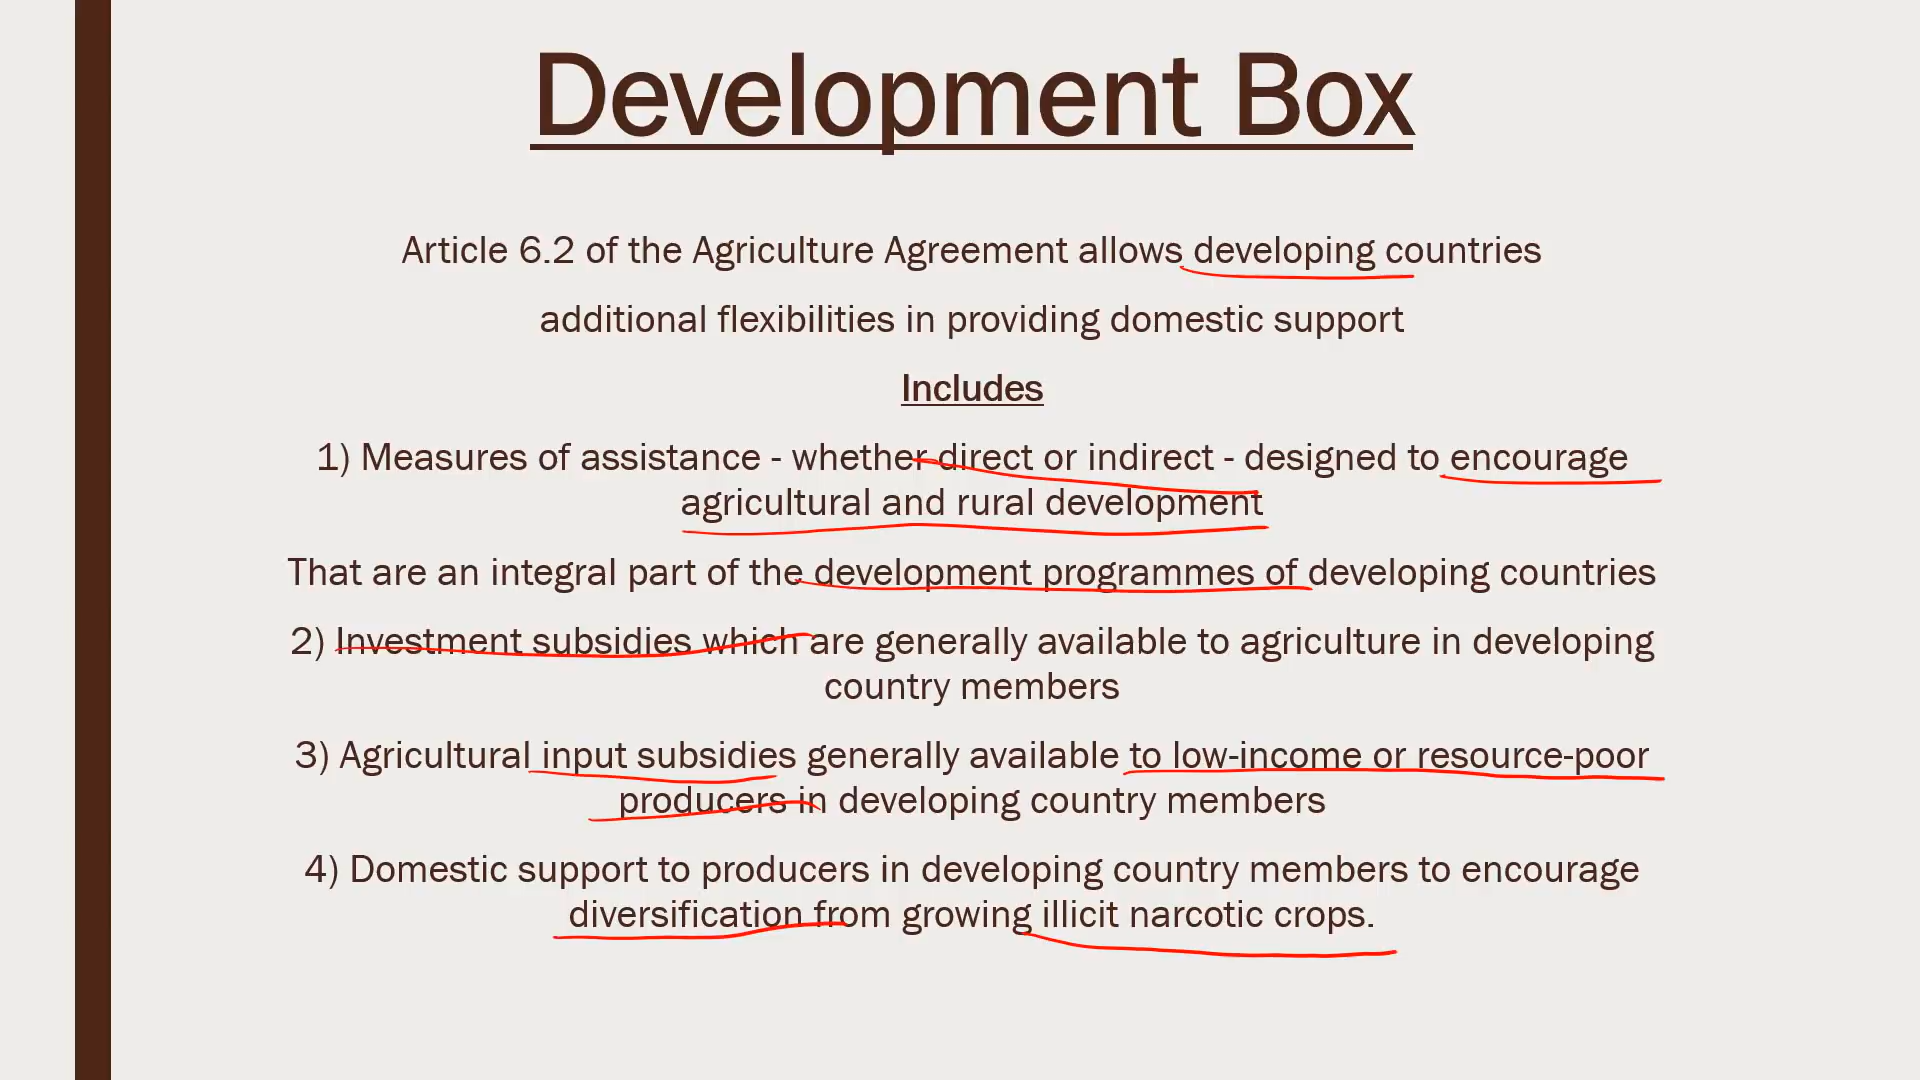 Development Box
Article 6.2 of the Agriculture Agreement allows developing countries
additional flexibilities in providing domestic support
Includes
1) Measures of assistance - whether direct or indirect - designed to encourage
agricultural and rural development
That are an integral part of the development programmes of developing countries
2) Investment subsidies which are generally available to agriculture in developing
country members
3) Agricultural input subsidies generally available to low-income or resource-poor
producers in developing country members
4) Domestic support to producers in developing country members to encourage
diversification from growing illicit narcotic crops.